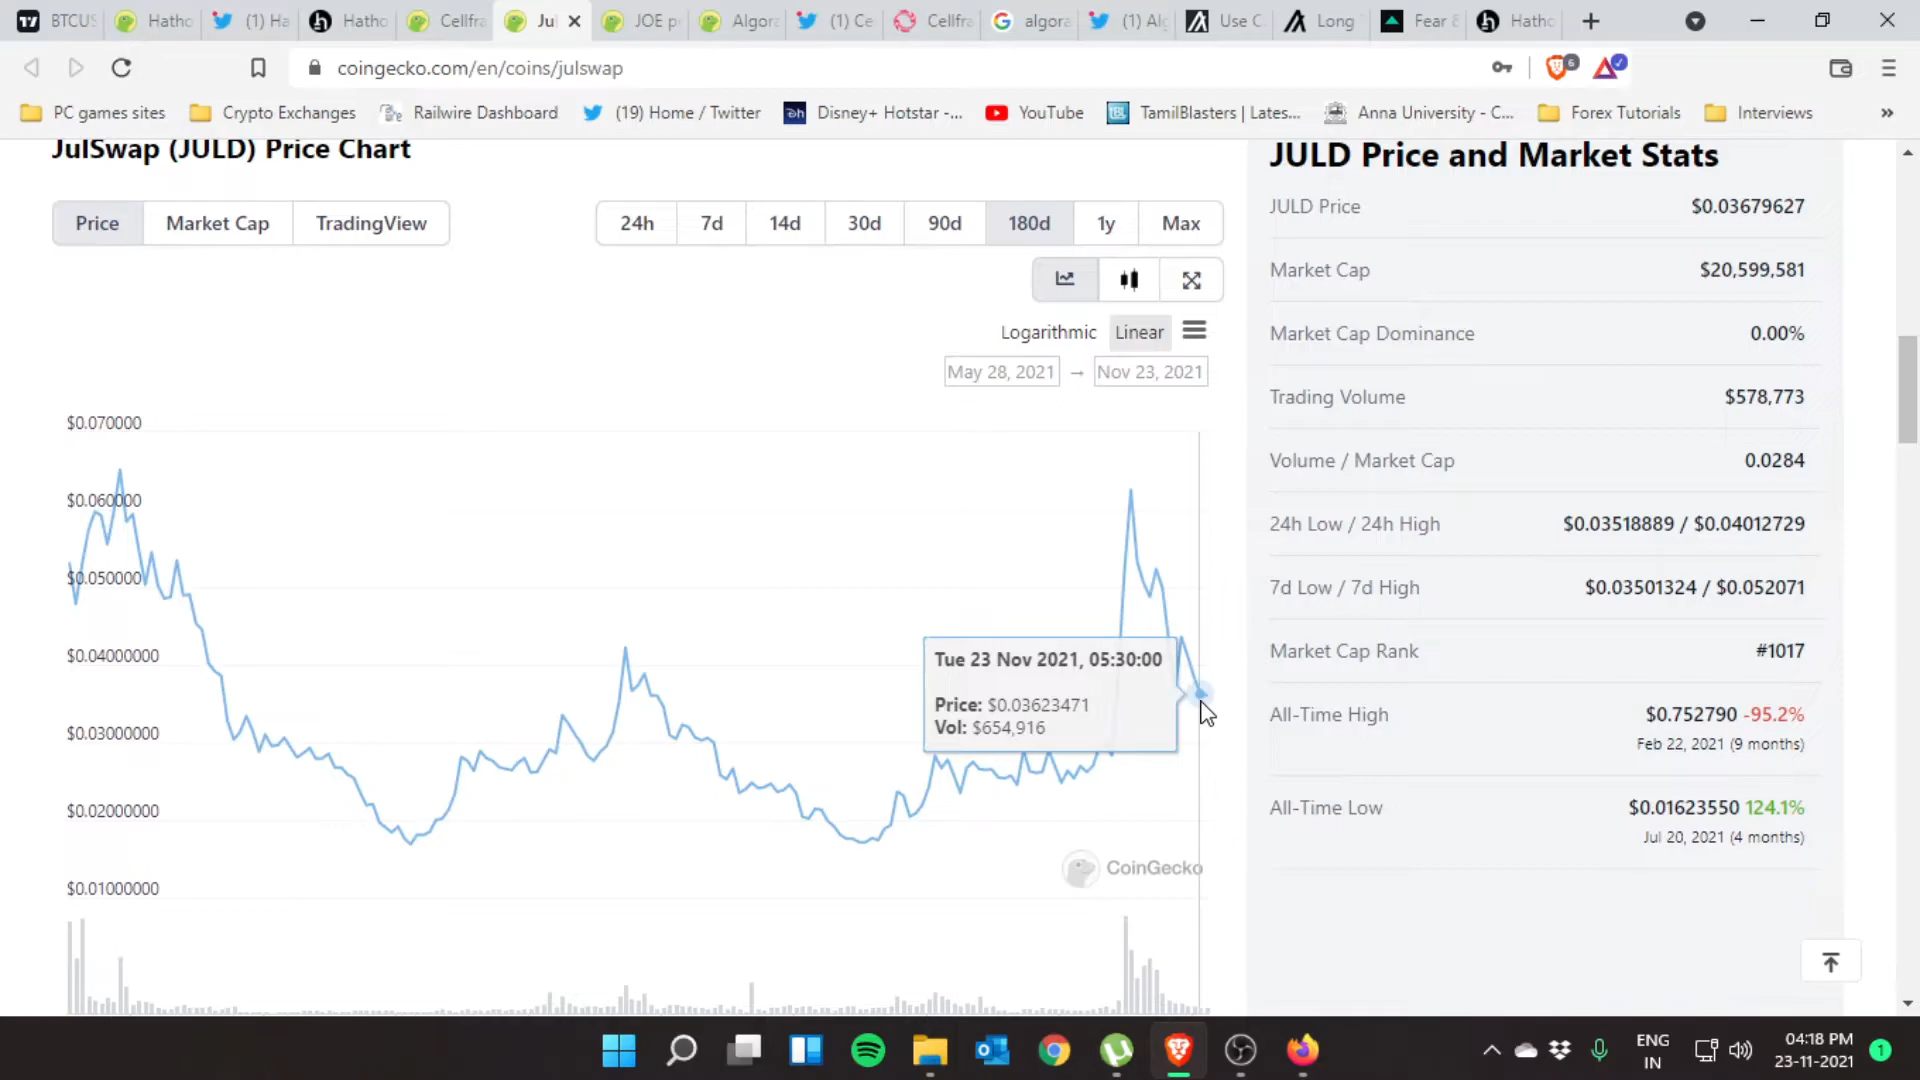 BTCUS
Hatho
(1) Ha
Hatho
Cellfra
Jul
JOE p
Algora
(1) Ce
Cellfra
algora
(1) Alg
Use C
Long
Fear &
Hatho
coingecko.com/en/coins/julswap
6
PC games sites
Crypto Exchanges
Railwire Dashboard
(19) Home / Twitter
Disney+ Hotstar -...
YouTube
TamilBlasters | Lates...
Anna University - C...
Forex Tutorials
Interviews
»
JulSwap (JULD) Price Chart
Price
Market Cap
TradingView
24h
7d
14d
30d
90d
180d
1y
Max
Logarithmic
Linear
May 28, 2021 → Nov 23, 2021
$0.070000
$0.060000
$0.050000
$0.04000000
$0.03000000
$0.02000000
$0.01000000
Tue 23 Nov 2021, 05:30:00
Price: $0.03623471
Vol: $654,916
CoinGecko
JULD Price and Market Stats
JULD Price $0.03679627
Market Cap $20,599,581
Market Cap Dominance 0.00%
Trading Volume $578,773
Volume / Market Cap 0.0284
24h Low / 24h High $0.03518889 / $0.04012729
7d Low / 7d High $0.03501324 / $0.052071
Market Cap Rank #1017
All-Time High $0.752790 -95.2%
Feb 22, 2021 (9 months)
All-Time Low $0.01623550 124.1%
Jul 20, 2021 (4 months)
ENG
IN
04:18 PM
23-11-2021
1